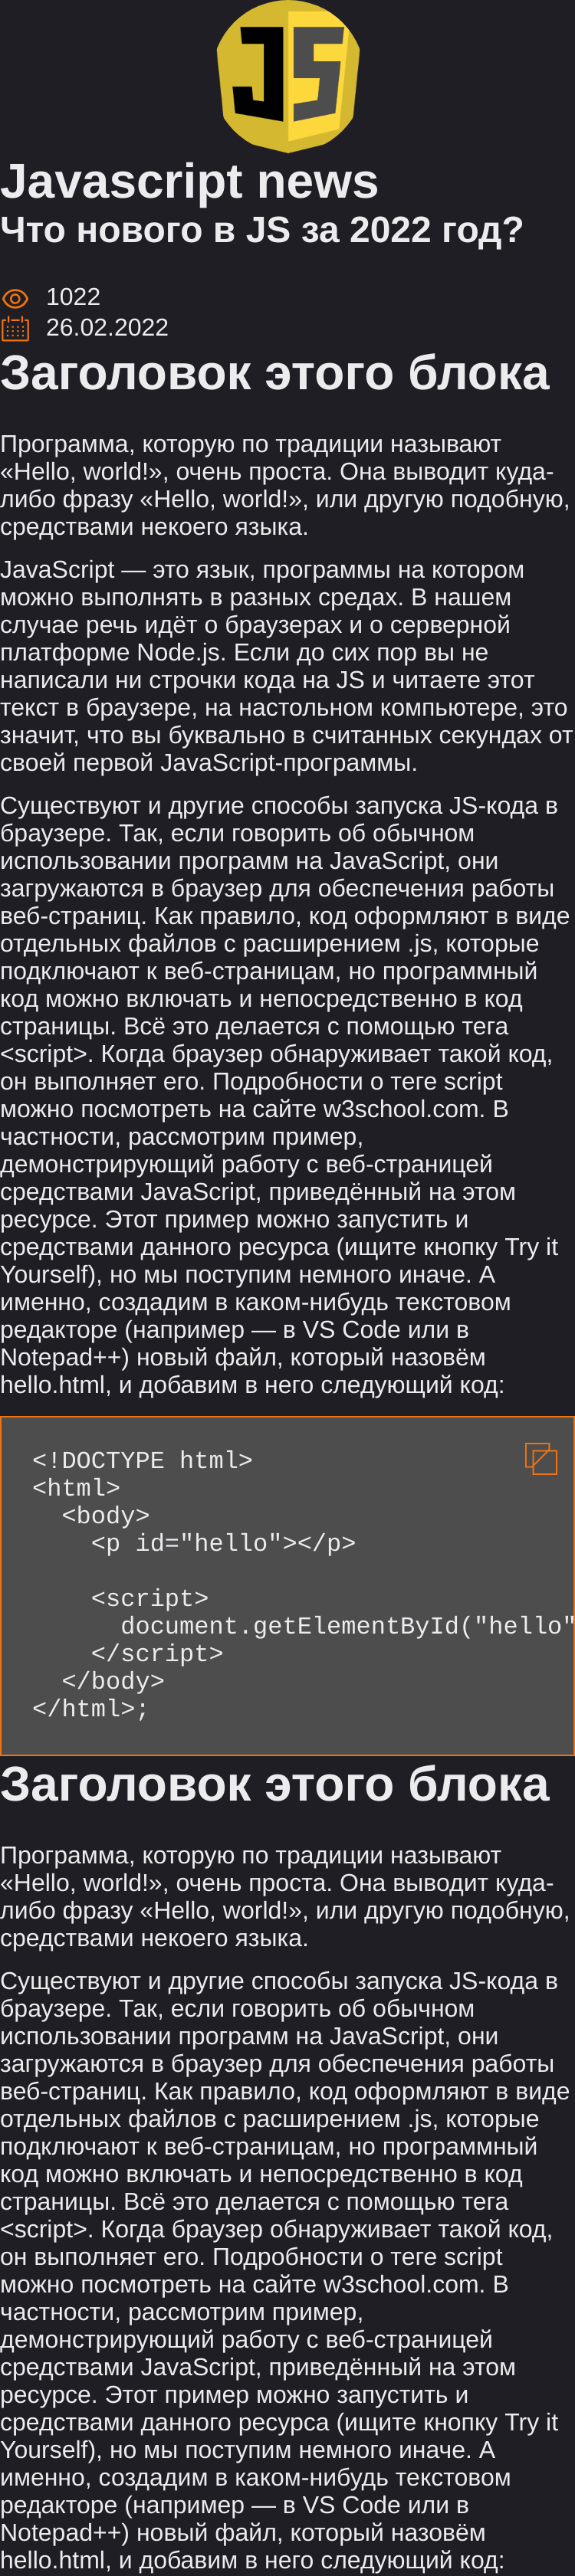 JS
Javascript news
Что нового в JS за 2022 год?
1022
26.02.2022
Заголовок этого блока
Программа, которую по традиции называют
«Hello, world!», очень проста. Она выводит куда-
либо фразу «Hello, world!», или другую подобную,
средствами некоего языка.
JavaScript — это язык, программы на котором
можно выполнять в разных средах. В нашем
случае речь идёт о браузерах и о серверной
платформе Node.js. Если до сих пор вы не
написали ни строчки кода на JS и читаете этот
текст в браузере, на настольном компьютере, это
значит, что вы буквально в считанных секундах от
своей первой JavaScript-программы.
Существуют и другие способы запуска JS-кода в
браузере. Так, если говорить об обычном
использовании программ на JavaScript, они
загружаются в браузер для обеспечения работы
веб-страниц. Как правило, код оформляют в виде
отдельных файлов с расширением .js, которые
подключают к веб-страницам, но программный
код можно включать и непосредственно в код
страницы. Всё это делается с помощью тега
<script>. Когда браузер обнаруживает такой код,
он выполняет его. Подробности о теге script
можно посмотреть на сайте w3school.com. В
частности, рассмотрим пример,
демонстрирующий работу с веб-страницей
средствами JavaScript, приведённый на этом
ресурсе. Этот пример можно запустить и
средствами данного ресурса (ищите кнопку Try it
Yourself), но мы поступим немного иначе. А
именно, создадим в каком-нибудь текстовом
редакторе (например — в VS Code или в
Notepad++) новый файл, который назовём
hello.html, и добавим в него следующий код:
<!DOCTYPE html>
<html>
  <body>
    <p id="hello"></p>
    <script>
      document.getElementById("hello"
    </script>
  </body>
</html>;
Заголовок этого блока
Программа, которую по традиции называют
«Hello, world!», очень проста. Она выводит куда-
либо фразу «Hello, world!», или другую подобную,
средствами некоего языка.
Существуют и другие способы запуска JS-кода в
браузере. Так, если говорить об обычном
использовании программ на JavaScript, они
загружаются в браузер для обеспечения работы
веб-страниц. Как правило, код оформляют в виде
отдельных файлов с расширением .js, которые
подключают к веб-страницам, но программный
код можно включать и непосредственно в код
страницы. Всё это делается с помощью тега
<script>. Когда браузер обнаруживает такой код,
он выполняет его. Подробности о теге script
можно посмотреть на сайте w3school.com. В
частности, рассмотрим пример,
демонстрирующий работу с веб-страницей
средствами JavaScript, приведённый на этом
ресурсе. Этот пример можно запустить и
средствами данного ресурса (ищите кнопку Try it
Yourself), но мы поступим немного иначе. А
именно, создадим в каком-нибудь текстовом
редакторе (например — в VS Code или в
Notepad++) новый файл, который назовём
hello.html, и добавим в него следующий код: